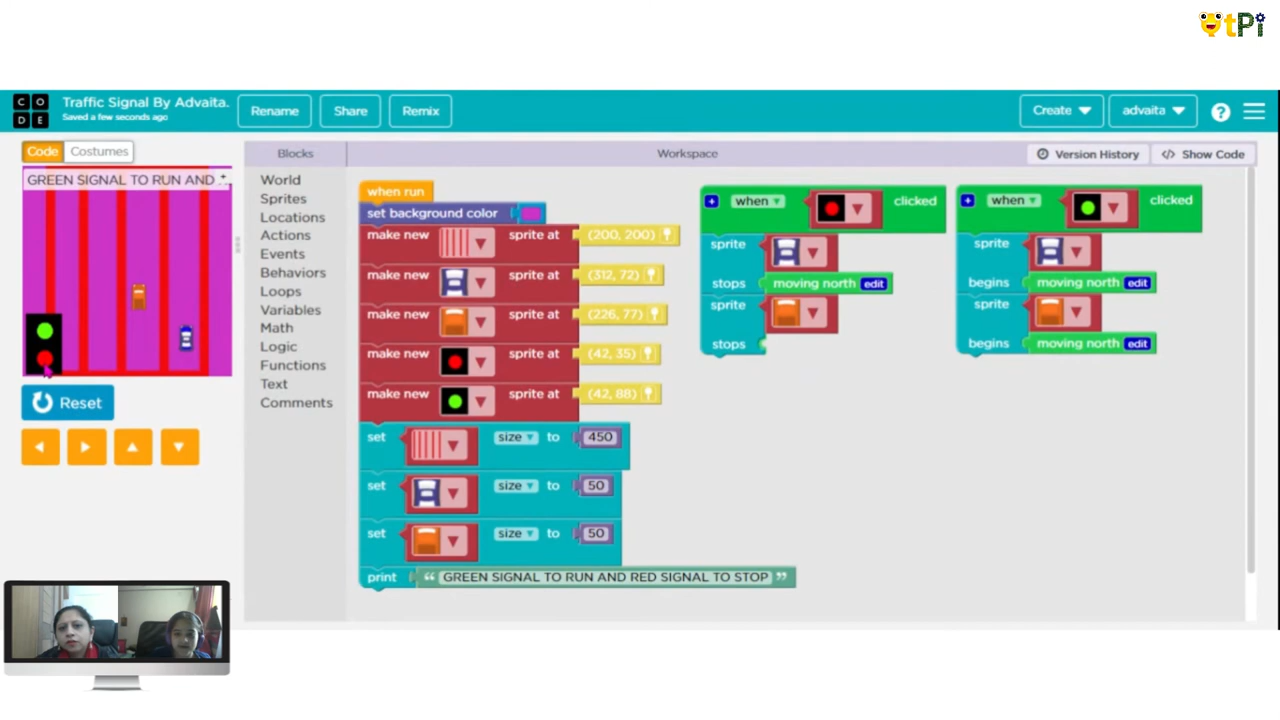 tPi
CODE
Traffic Signal By Advaita.
Saved a few seconds ago
Rename
Share
Remix
Create
advaita
?
Code
Costumes
GREEN SIGNAL TO RUN AND ...
Reset
Blocks
World
Sprites
Locations
Actions
Events
Behaviors
Loops
Variables
Math
Logic
Functions
Text
Comments
Workspace
Version History
</> Show Code
when run
set background color
make new sprite at (200, 200)
make new sprite at (312, 72)
make new sprite at (226, 77)
make new sprite at (42, 35)
make new sprite at (42, 88)
set size to 450
set size to 50
set size to 50
print “ GREEN SIGNAL TO RUN AND RED SIGNAL TO STOP ”
when clicked
sprite
stops moving north edit
sprite
stops
when clicked
sprite
begins moving north edit
sprite
begins moving north edit